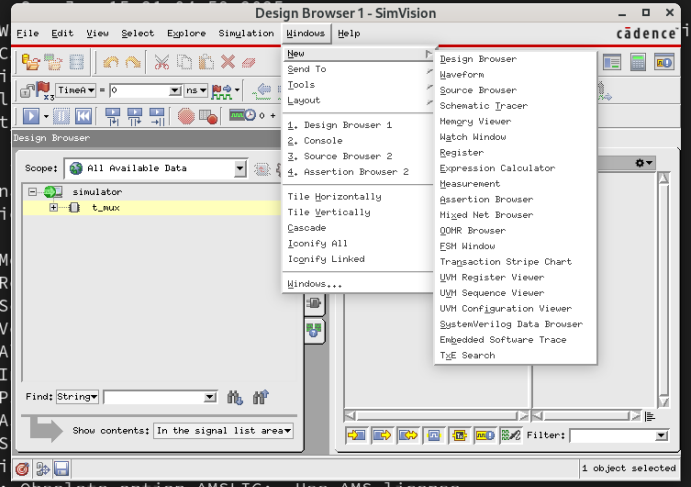 Design Browser 1 - SimVision
File Edit View Select Explore Simulation Windows Help
cādence
TimeA = 0 ns
0 +
Design Browser
Scope: All Available Data
simulator
t_mux
New
Send To
Tools
Layout
1. Design Browser 1
2. Console
3. Source Browser 2
4. Assertion Browser 2
Tile Horizontally
Tile Vertically
Cascade
Iconify All
Iconify Linked
Windows...
Design Browser
Waveform
Source Browser
Schematic Tracer
Memory Viewer
Watch Window
Register
Expression Calculator
Measurement
Assertion Browser
Mixed Net Browser
OOMR Browser
FSM Window
Transaction Stripe Chart
UVM Register Viewer
UVM Sequence Viewer
UVM Configuration Viewer
SystemVerilog Data Browser
Embedded Software Trace
TxE Search
Find: String
Show contents: In the signal list area
Filter:
1 object selected